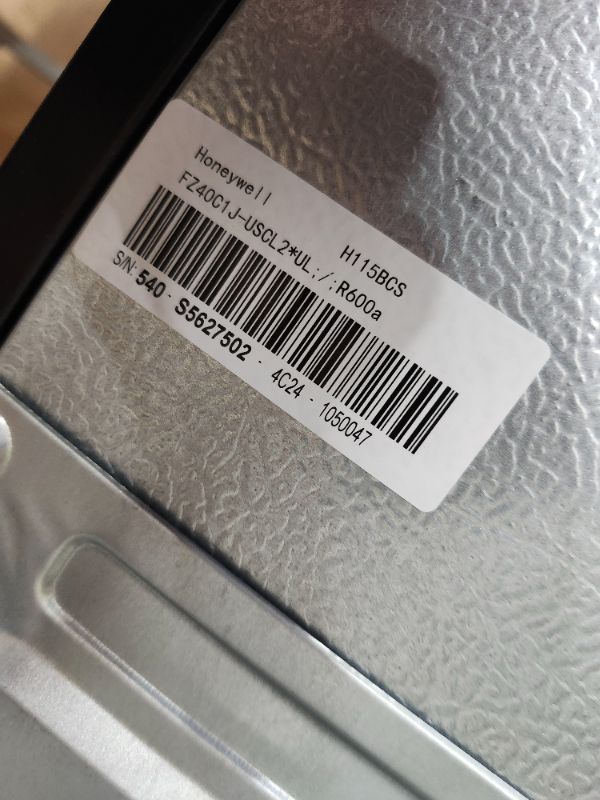 Honeywell H115BCS
FZ40C1J-USCL2*UL:/:R600a
S/N: 540 - S5627502 - 4C24 - 1050047